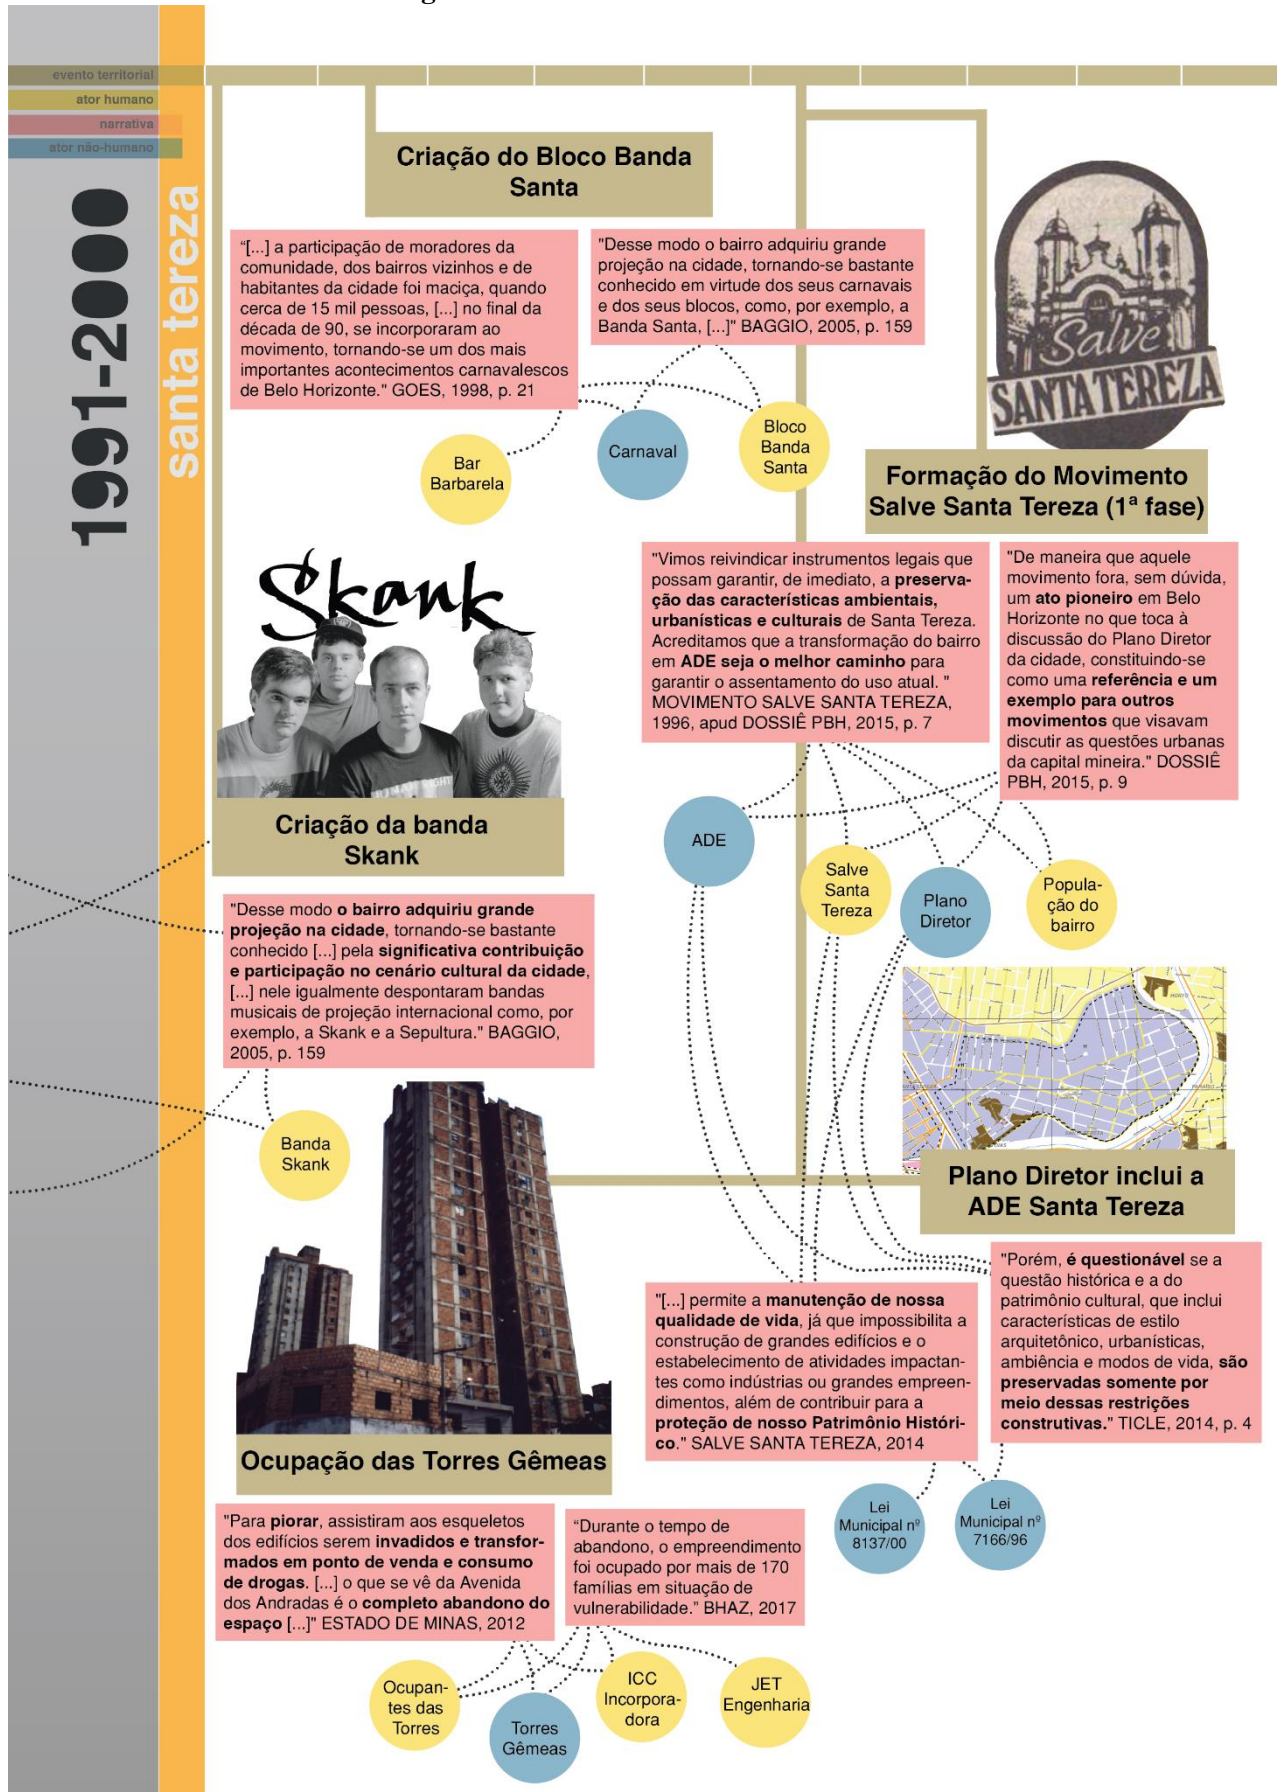 evento territorial
ator humano
narrativa
ator não-humano
1991-2000
santa tereza
Criação do Bloco Banda
Santa
“[...] a participação de moradores da
comunidade, dos bairros vizinhos e de
habitantes da cidade foi maciça, quando
cerca de 15 mil pessoas, [...] no final da
década de 90, se incorporaram ao
movimento, tornando-se um dos mais
importantes acontecimentos carnavalescos
de Belo Horizonte." GOES, 1998, p. 21
"Desse modo o bairro adquiriu grande
projeção na cidade, tornando-se bastante
conhecido em virtude dos seus carnavais
e dos seus blocos, como, por exemplo, a
Banda Santa, [...]" BAGGIO, 2005, p. 159
Bar
Barbarela
Carnaval
Bloco
Banda
Santa
Salve
SANTA TEREZA
Formação do Movimento
Salve Santa Tereza (1ª fase)
"Vimos reivindicar instrumentos legais que
possam garantir, de imediato, a preserva-
ção das características ambientais,
urbanísticas e culturais de Santa Tereza.
Acreditamos que a transformação do bairro
em ADE seja o melhor caminho para
garantir o assentamento do uso atual. "
MOVIMENTO SALVE SANTA TEREZA,
1996, apud DOSSIÊ PBH, 2015, p. 7
"De maneira que aquele
movimento fora, sem dúvida,
um ato pioneiro em Belo
Horizonte no que toca à
discussão do Plano Diretor
da cidade, constituindo-se
como uma referência e um
exemplo para outros
movimentos que visavam
discutir as questões urbanas
da capital mineira." DOSSIÊ
PBH, 2015, p. 9
Skank
Criação da banda
Skank
ADE
Salve
Santa
Tereza
Plano
Diretor
Popula-
ção do
bairro
"Desse modo o bairro adquiriu grande
projeção na cidade, tornando-se bastante
conhecido [...] pela significativa contribuição
e participação no cenário cultural da cidade,
[...] nele igualmente despontaram bandas
musicais de projeção internacional como, por
exemplo, a Skank e a Sepultura." BAGGIO,
2005, p. 159
Banda
Skank
HORTO
Plano Diretor inclui a
ADE Santa Tereza
"[...] permite a manutenção de nossa
qualidade de vida, já que impossibilita a
construção de grandes edifícios e o
estabelecimento de atividades impactan-
tes como indústrias ou grandes empreen-
dimentos, além de contribuir para a
proteção de nosso Patrimônio Históri-
co." SALVE SANTA TEREZA, 2014
"Porém, é questionável se a
questão histórica e a do
patrimônio cultural, que inclui
características de estilo
arquitetônico, urbanísticas,
ambiência e modos de vida, são
preservadas somente por
meio dessas restrições
construtivas." TICLE, 2014, p. 4
Lei
Municipal nº
8137/00
Lei
Municipal nº
7166/96
Ocupação das Torres Gêmeas
"Para piorar, assistiram aos esqueletos
dos edifícios serem invadidos e transfor-
mados em ponto de venda e consumo
de drogas. [...] o que se vê da Avenida
dos Andradas é o completo abandono do
espaço [...]" ESTADO DE MINAS, 2012
“Durante o tempo de
abandono, o empreendimento
foi ocupado por mais de 170
famílias em situação de
vulnerabilidade.” BHAZ, 2017
Ocupan-
tes das
Torres
Torres
Gêmeas
ICC
Incorpora-
dora
JET
Engenharia